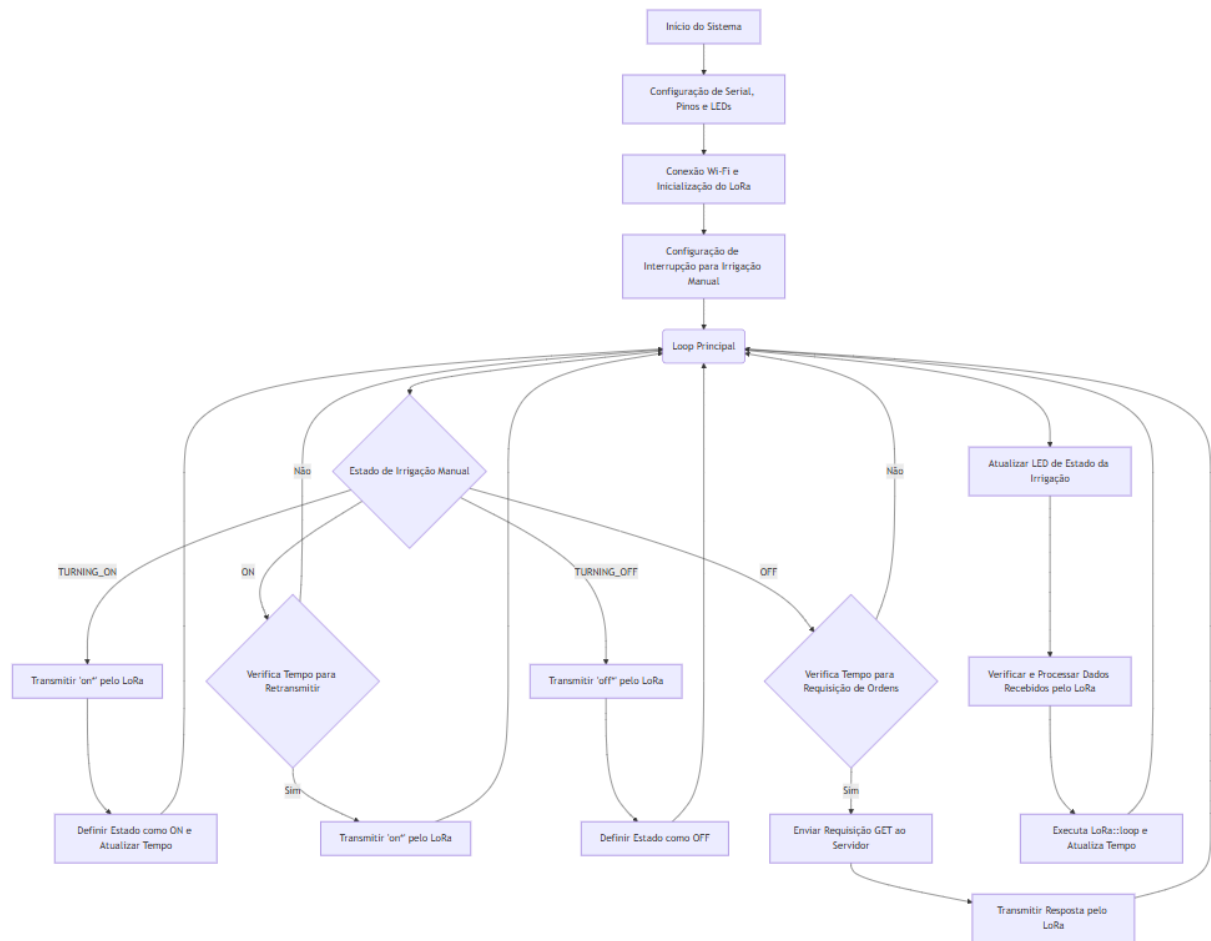 Início do Sistema
Configuração de Serial,
Pinos e LEDs
Conexão Wi-Fi e
Inicialização do LoRa
Configuração de
Interrupção para Irrigação
Manual
Loop Principal
Estado de Irrigação Manual
Atualizar LED de Estado da
Irrigação
Não
Não
TURNING_ON
ON
TURNING_OFF
OFF
Transmitir 'on*' pelo LoRa
Verifica Tempo para
Retransmitir
Transmitir 'off*' pelo LoRa
Verifica Tempo para
Requisição de Ordens
Verificar e Processar Dados
Recebidos pelo LoRa
Sim
Sim
Definir Estado como ON e
Atualizar Tempo
Transmitir 'on*' pelo LoRa
Definir Estado como OFF
Enviar Requisição GET ao
Servidor
Executa LoRa::loop e
Atualiza Tempo
Transmitir Resposta pelo
LoRa